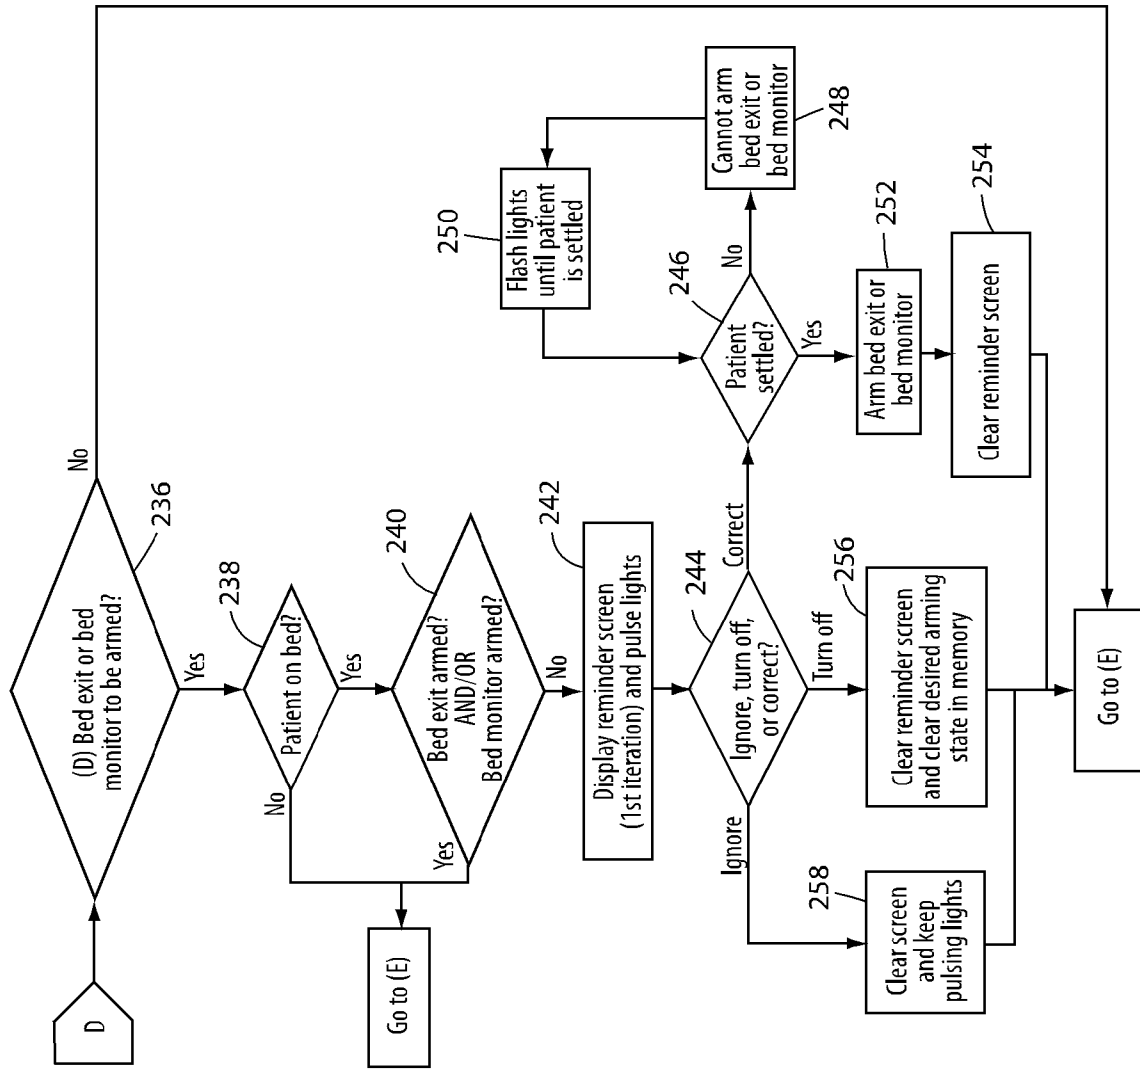 D
(D) Bed exit or bed
monitor to be armed?
236
No
Yes
Patient on bed?
238
No
Yes
Bed exit armed?
AND/OR
Bed monitor armed?
240
Yes
No
Go to (E)
Display reminder screen
(1st iteration) and pulse lights
242
Ignore, turn off,
or correct?
244
Ignore
Turn off
Correct
Patient
settled?
246
No
Yes
Cannot arm
bed exit or
bed monitor
248
Flash lights
until patient
is settled
250
Arm bed exit or
bed monitor
252
Clear reminder screen
254
Clear reminder screen
and clear desired arming
state in memory
256
Clear screen
and keep
pulsing lights
258
Go to (E)